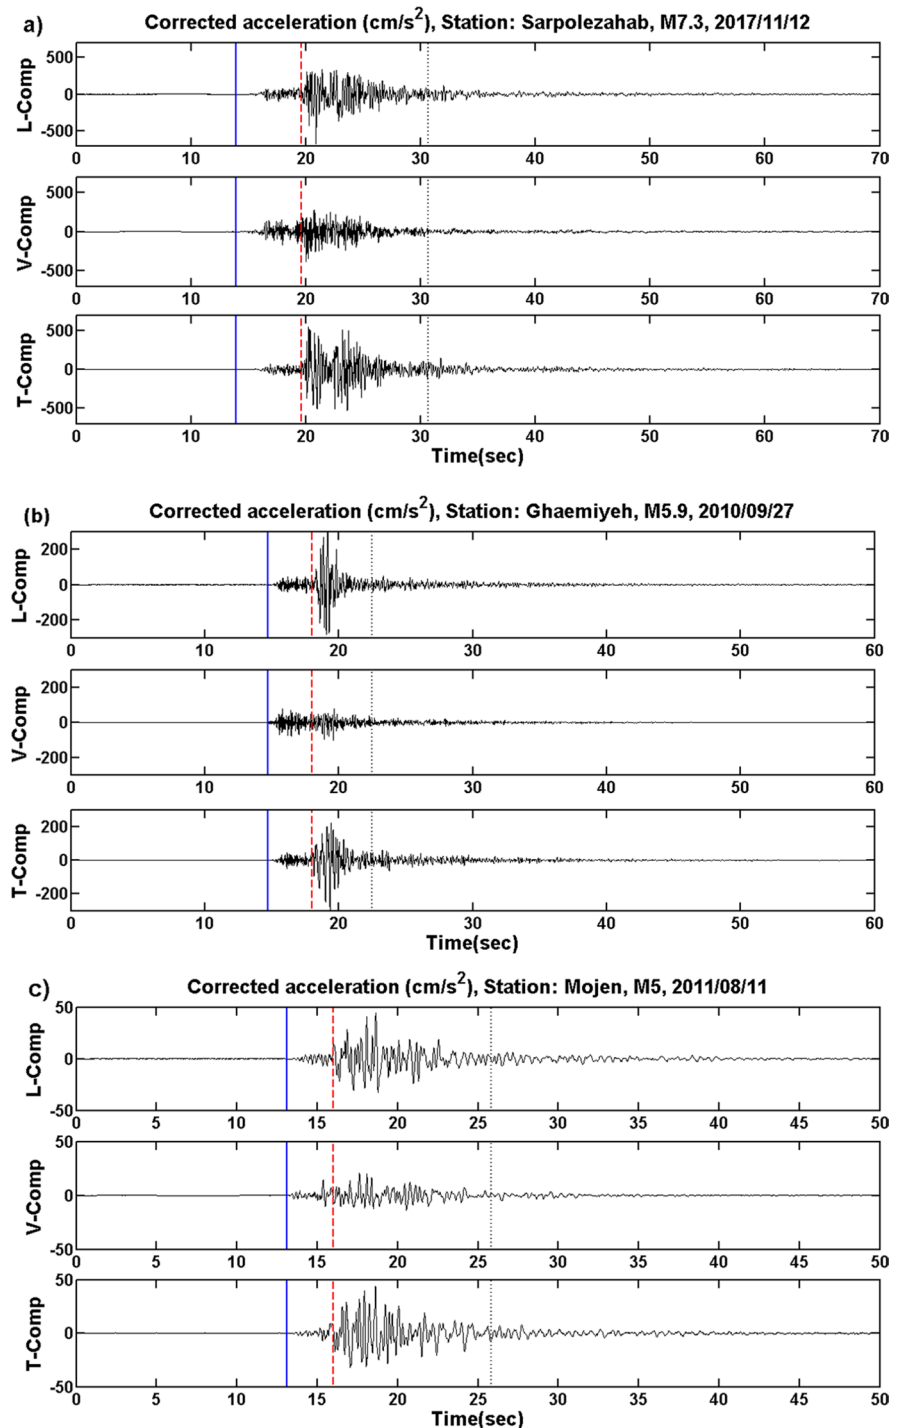 a) Corrected acceleration (cm/s2), Station: Sarpolezahab, M7.3, 2017/11/12
L-Comp
500
0
-500
0 10 20 30 40 50 60 70
V-Comp
500
0
-500
0 10 20 30 40 50 60 70
T-Comp
500
0
-500
0 10 20 30 40 50 60 70
Time(sec)
(b) Corrected acceleration (cm/s2), Station: Ghaemiyeh, M5.9, 2010/09/27
L-Comp
200
0
-200
0 10 20 30 40 50 60
V-Comp
200
0
-200
0 10 20 30 40 50 60
T-Comp
200
0
-200
0 10 20 30 40 50 60
Time(sec)
c) Corrected acceleration (cm/s2), Station: Mojen, M5, 2011/08/11
L-Comp
50
0
-50
0 5 10 15 20 25 30 35 40 45 50
V-Comp
50
0
-50
0 5 10 15 20 25 30 35 40 45 50
T-Comp
50
0
-50
0 5 10 15 20 25 30 35 40 45 50
Time(sec)